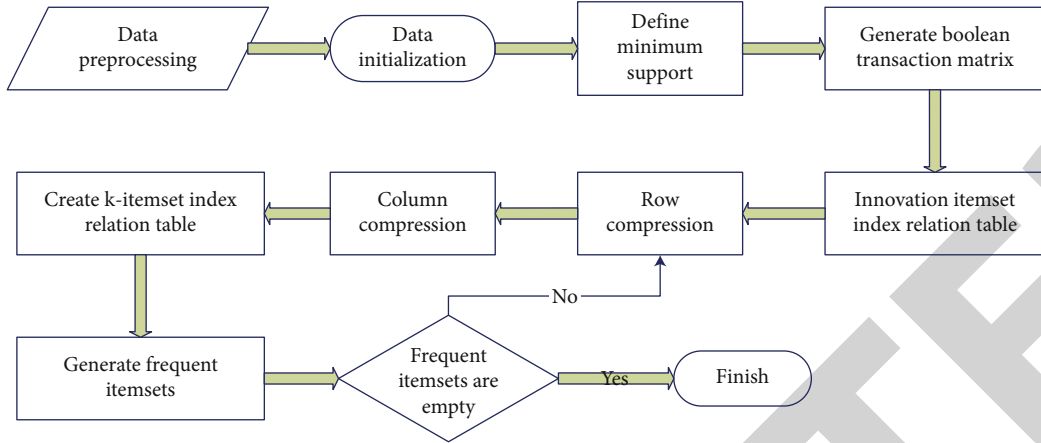 Data
preprocessing
Data
initialization
Define
minimum
support
Generate boolean
transaction matrix
Create k-itemset index
relation table
Column
compression
Row
compression
Innovation itemset
index relation table
No
Generate frequent
itemsets
Frequent
itemsets are
empty
Yes
Finish